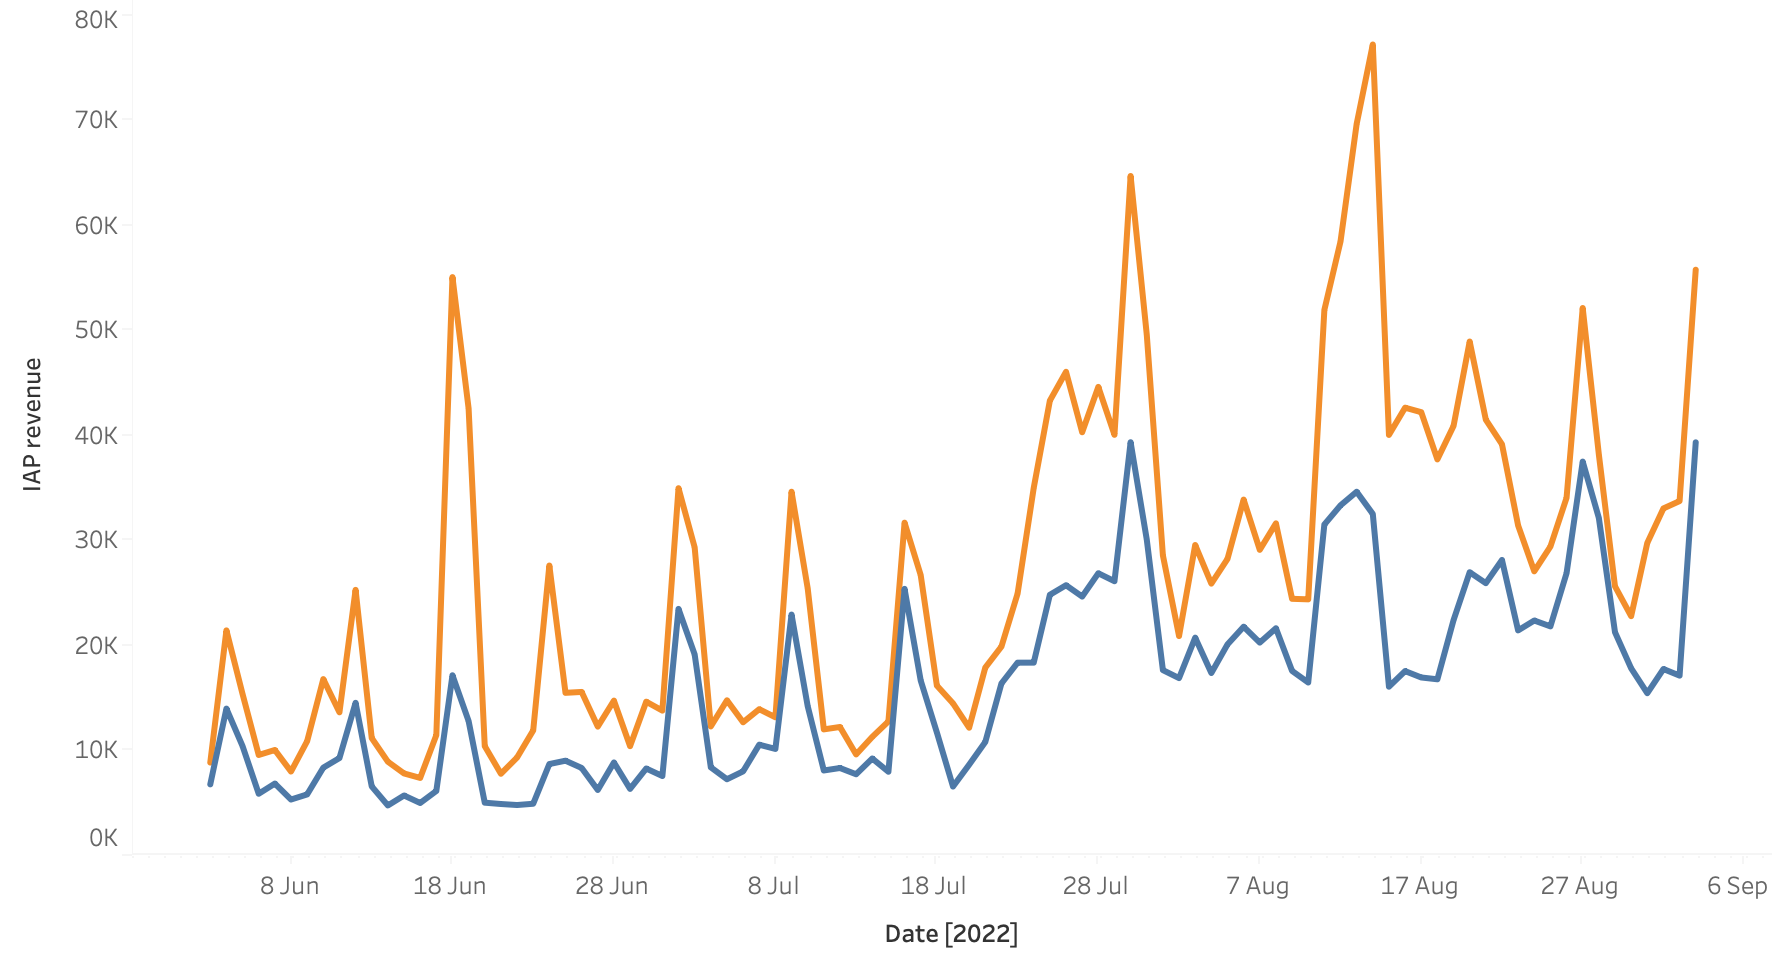 80K
70K
60K
50K
40K
30K
20K
10K
0K
IAP revenue
8 Jun 18 Jun 28 Jun 8 Jul 18 Jul 28 Jul 7 Aug 17 Aug 27 Aug 6 Sep
Date [2022]